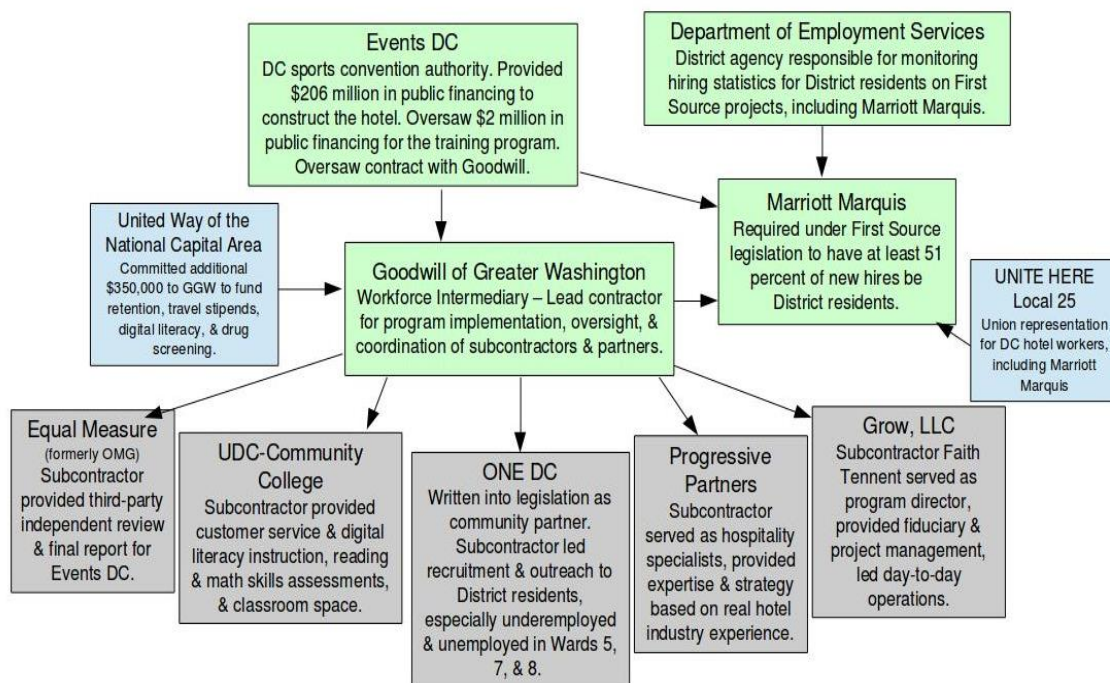 Events DC
DC sports convention authority. Provided
$206 million in public financing to
construct the hotel. Oversaw $2 million in
public financing for the training program.
Oversaw contract with Goodwill.
Department of Employment Services
District agency responsible for monitoring
hiring statistics for District residents on First
Source projects, including Marriott Marquis.
United Way of the
National Capital Area
Committed additional
$350,000 to GGW to fund
retention, travel stipends,
digital literacy, & drug
screening.
Goodwill of Greater Washington
Workforce Intermediary – Lead contractor
for program implementation, oversight, &
coordination of subcontractors & partners.
Marriott Marquis
Required under First Source
legislation to have at least 51
percent of new hires be
District residents.
UNITE HERE
Local 25
Union representation
for DC hotel workers,
including Marriott
Marquis
Equal Measure
(formerly OMG)
Subcontractor
provided third-party
independent review
& final report for
Events DC.
UDC-Community
College
Subcontractor provided
customer service & digital
literacy instruction, reading
& math skills assessments,
& classroom space.
ONE DC
Written into legislation as
community partner.
Subcontractor led
recruitment & outreach to
District residents,
especially underemployed
& unemployed in Wards 5,
7, & 8.
Progressive
Partners
Subcontractor
served as hospitality
specialists, provided
expertise & strategy
based on real hotel
industry experience.
Grow, LLC
Subcontractor Faith
Tennent served as
program director,
provided fiduciary &
project management,
led day-to-day
operations.